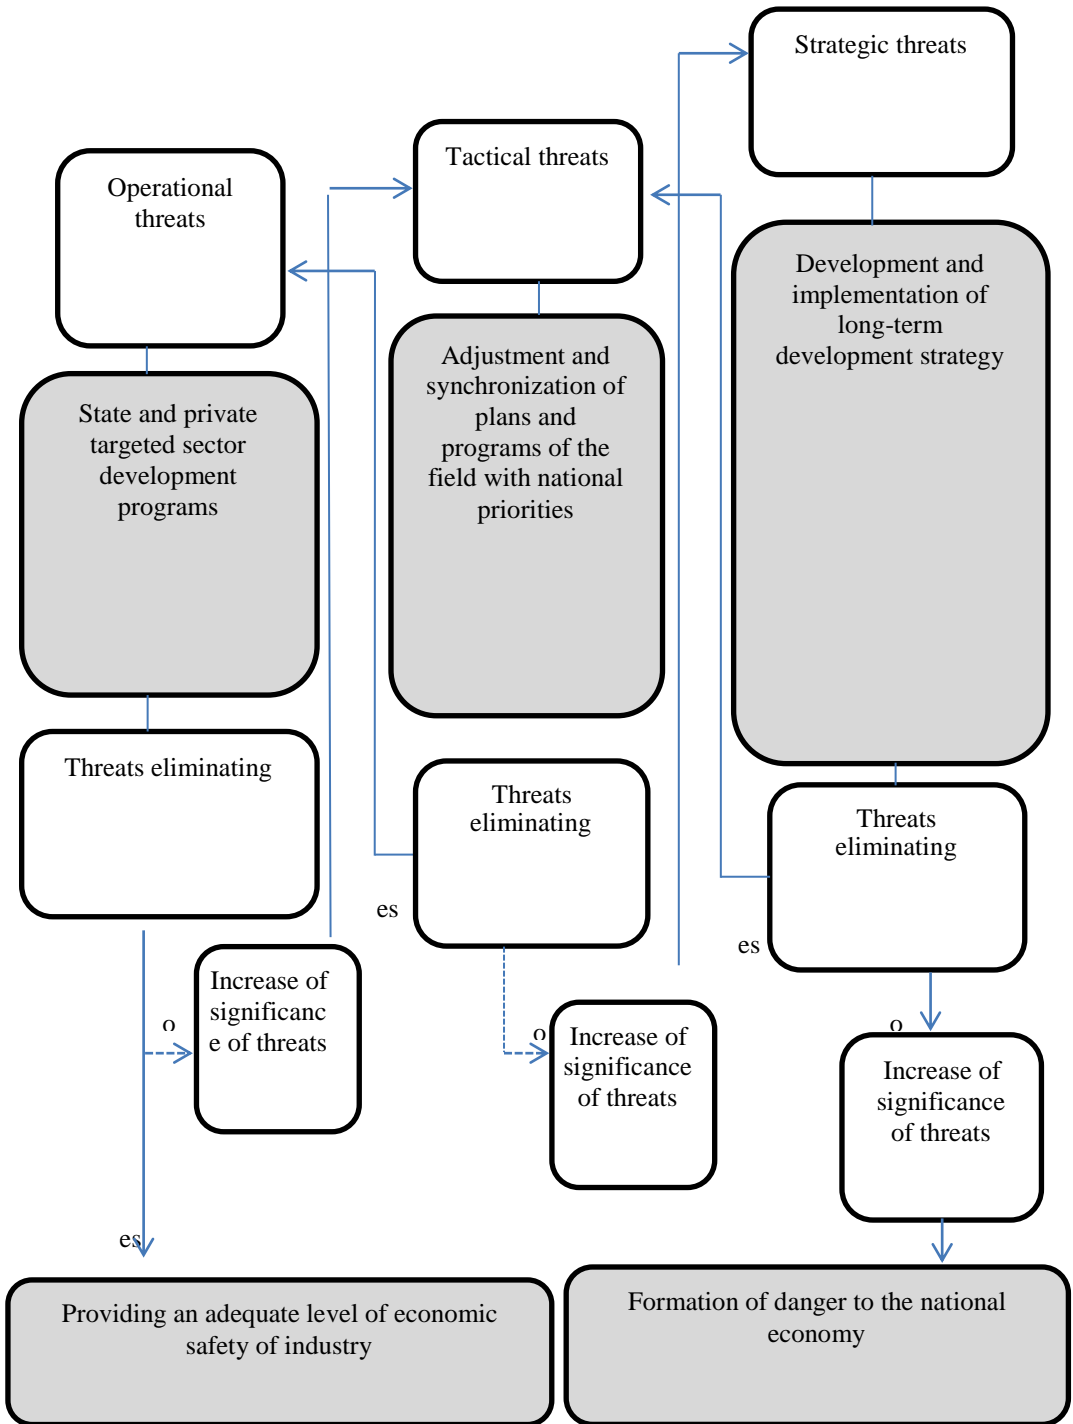 Strategic threats
Tactical threats
Operational
threats
Development and
implementation of
long-term
development strategy
Adjustment and
synchronization of
plans and
programs of the
field with national
priorities
State and private
targeted sector
development
programs
Threats eliminating
Threats
eliminating
Threats
eliminating
es
es
Increase of
significanc
e of threats
o
Increase of
significance
of threats
o
Increase of
significance
of threats
o
es
Providing an adequate level of economic
safety of industry
Formation of danger to the national
economy